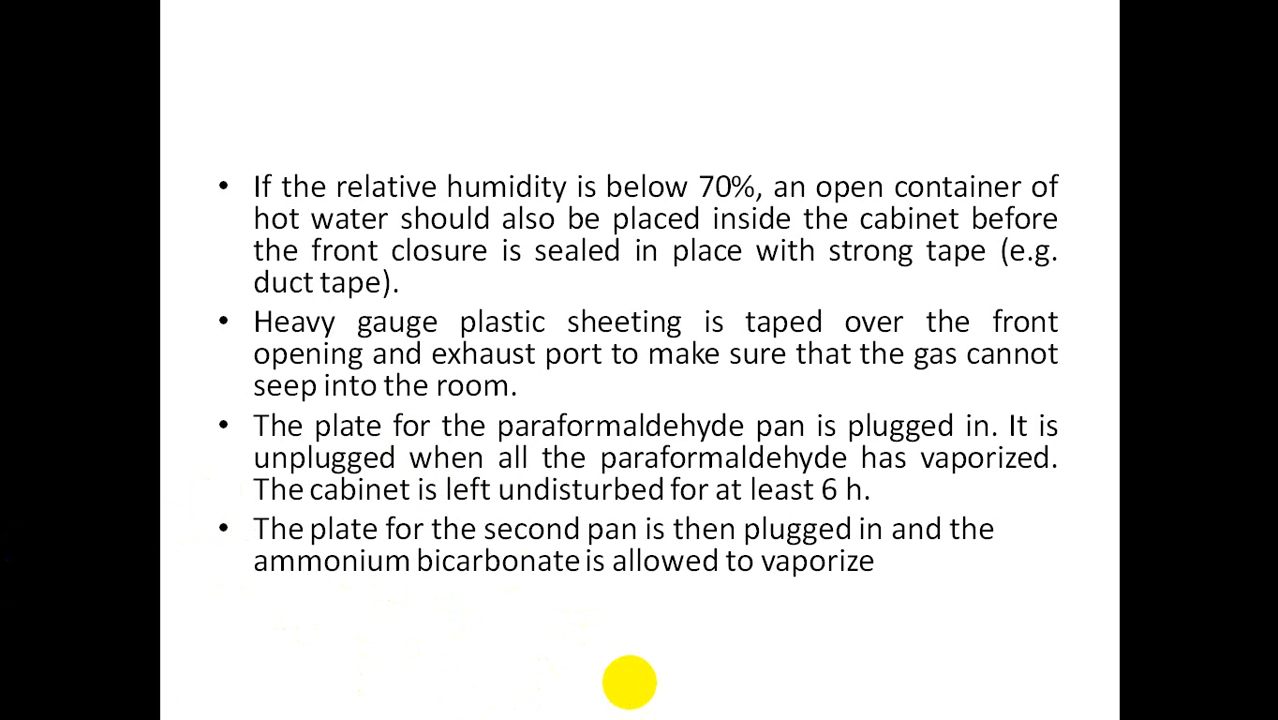 • If the relative humidity is below 70%, an open container of
hot water should also be placed inside the cabinet before
the front closure is sealed in place with strong tape (e.g.
duct tape).
• Heavy gauge plastic sheeting is taped over the front
opening and exhaust port to make sure that the gas cannot
seep into the room.
• The plate for the paraformaldehyde pan is plugged in. It is
unplugged when all the paraformaldehyde has vaporized.
The cabinet is left undisturbed for at least 6 h.
• The plate for the second pan is then plugged in and the
ammonium bicarbonate is allowed to vaporize